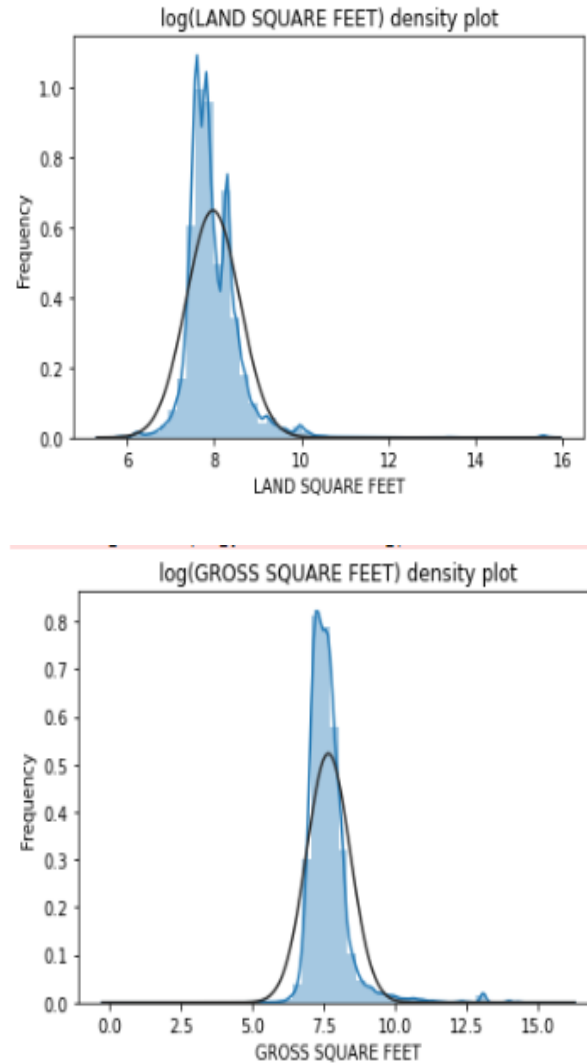 log(LAND SQUARE FEET) density plot
1.0
0.8
0.6
0.4
0.2
0.0
Frequency
6 8 10 12 14 16
LAND SQUARE FEET
log(GROSS SQUARE FEET) density plot
0.8
0.7
0.6
0.5
0.4
0.3
0.2
0.1
0.0
Frequency
0.0 2.5 5.0 7.5 10.0 12.5 15.0
GROSS SQUARE FEET